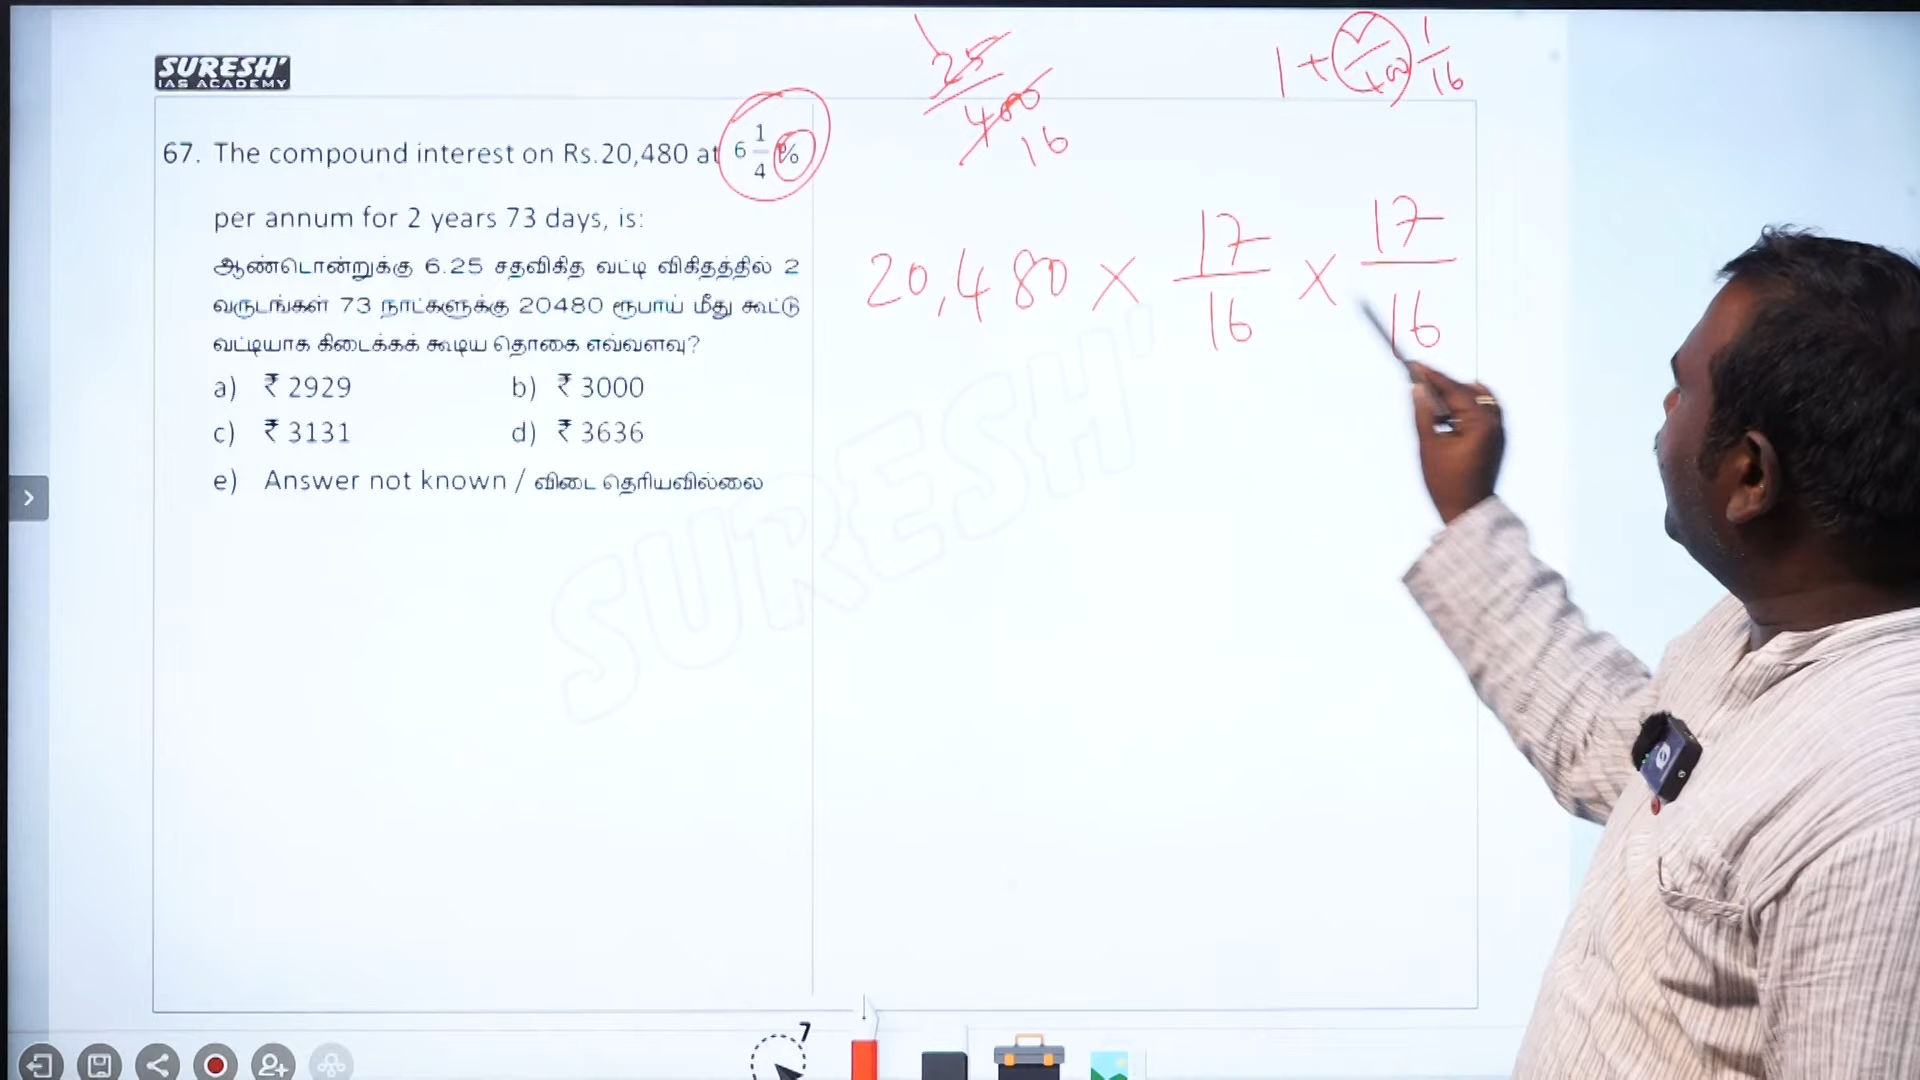 SURESH'
IAS ACADEMY
67. The compound interest on Rs.20,480 at 6 1/4 %
per annum for 2 years 73 days, is:
ஆண்டொன்றுக்கு 6.25 சதவிகித வட்டி விகிதத்தில் 2
வருடங்கள் 73 நாட்களுக்கு 20480 ரூபாய் மீது கூட்டு
வட்டியாக கிடைக்கக் கூடிய தொகை எவ்வளவு?
a) ₹ 2929 b) ₹ 3000
c) ₹ 3131 d) ₹ 3636
e) Answer not known / விடை தெரியவில்லை
25/400
16
1 + /100 1/16
20,480 × 17/16 × 17/16
SURESH'
7